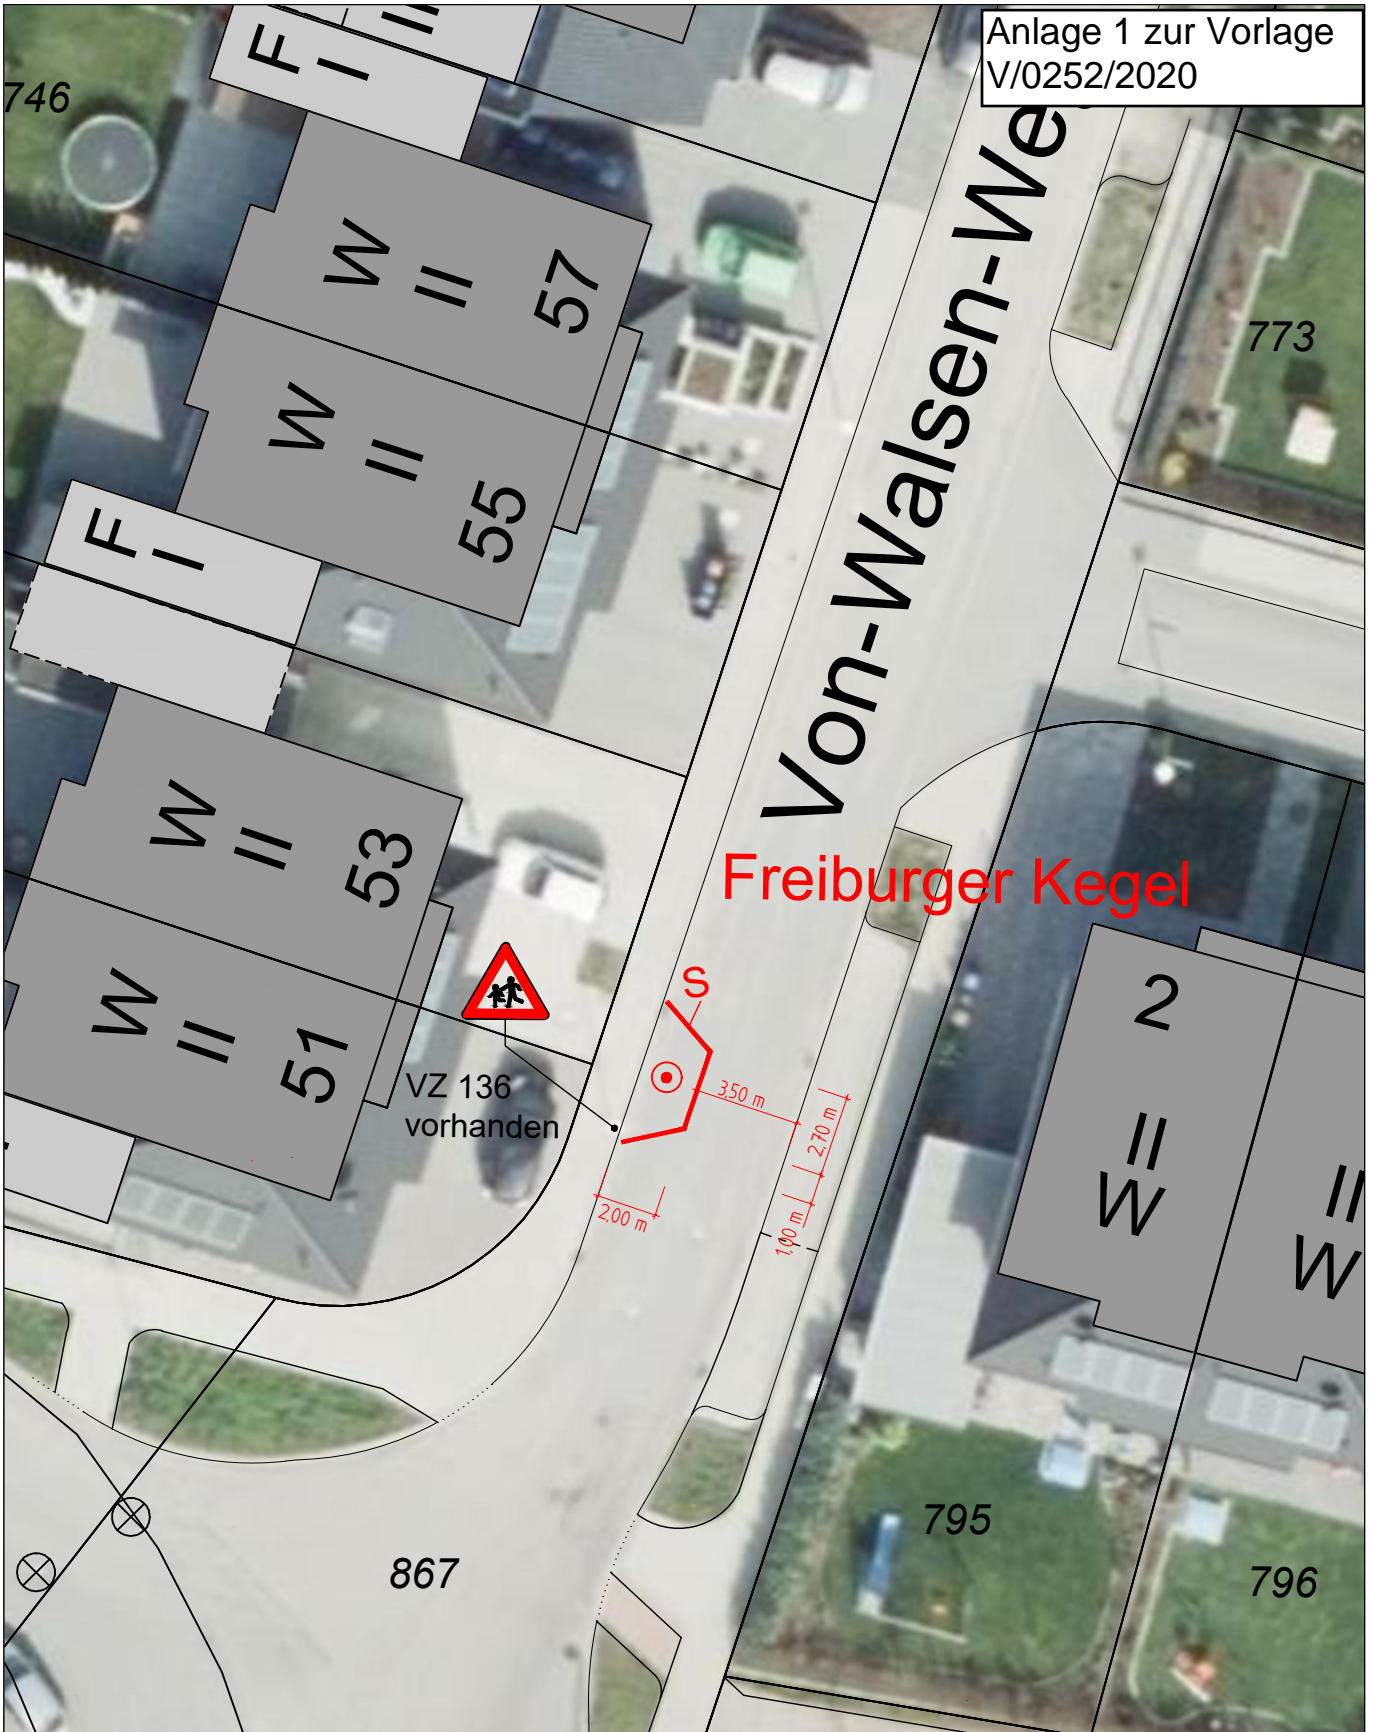 Anlage 1 zur Vorlage
V/0252/2020
746
F
I
II
W
II
57
773
Von-Walsen-We
W
II
55
F
I
W
II
53
Freiburger Kegel
W
II
51
S
2
II
W
II
W
VZ 136
vorhanden
3,50 m
2,70 m
2,00 m
1,00 m
795
867
796